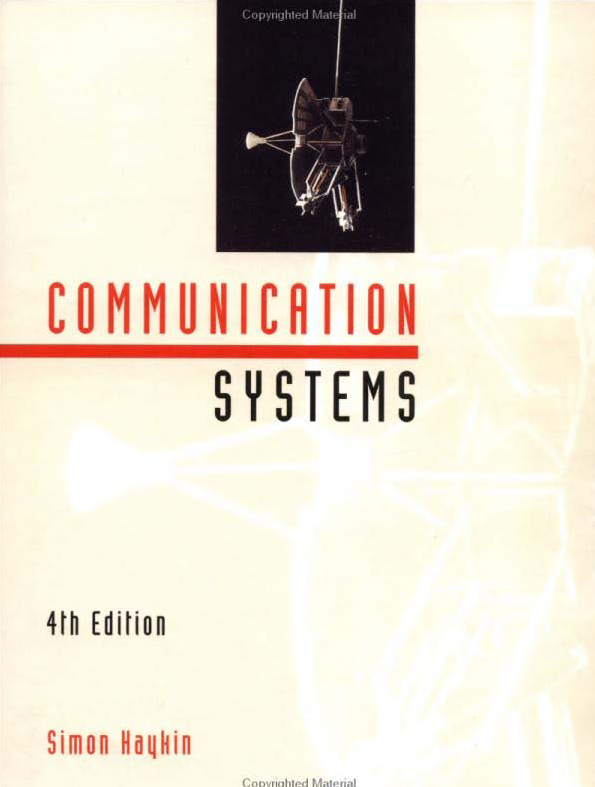 Copyrighted Material
COMMUNICATION
SYSTEMS
4th Edition
Simon Haykin
Copyrighted Material